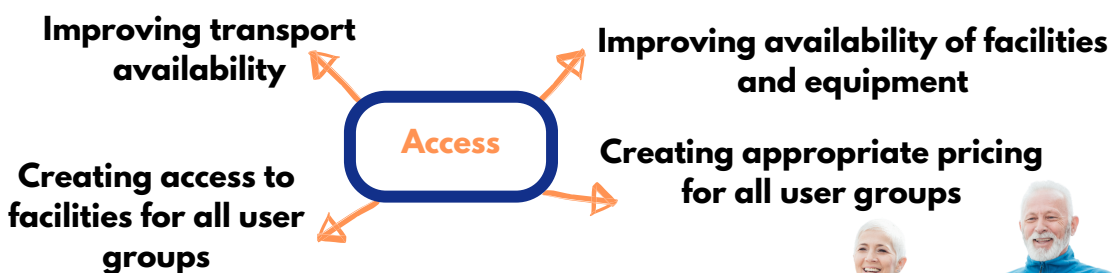 Improving transport
availability
Improving availability of facilities
and equipment
Access
Creating access to
facilities for all user
groups
Creating appropriate pricing
for all user groups